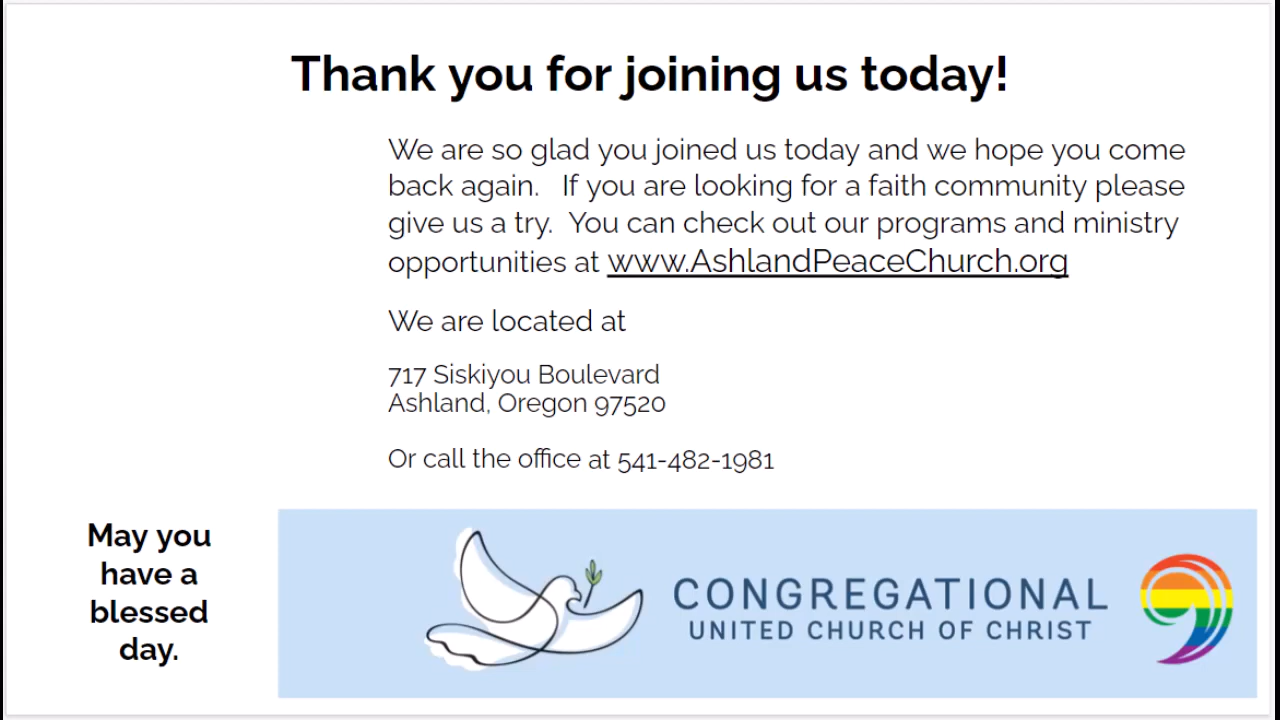 Thank you for joining us today!
We are so glad you joined us today and we hope you come
back again. If you are looking for a faith community please
give us a try. You can check out our programs and ministry
opportunities at www.AshlandPeaceChurch.org
We are located at
717 Siskiyou Boulevard
Ashland, Oregon 97520
Or call the office at 541-482-1981
May you
have a
blessed
day.
CONGREGATIONAL
UNITED CHURCH OF CHRIST